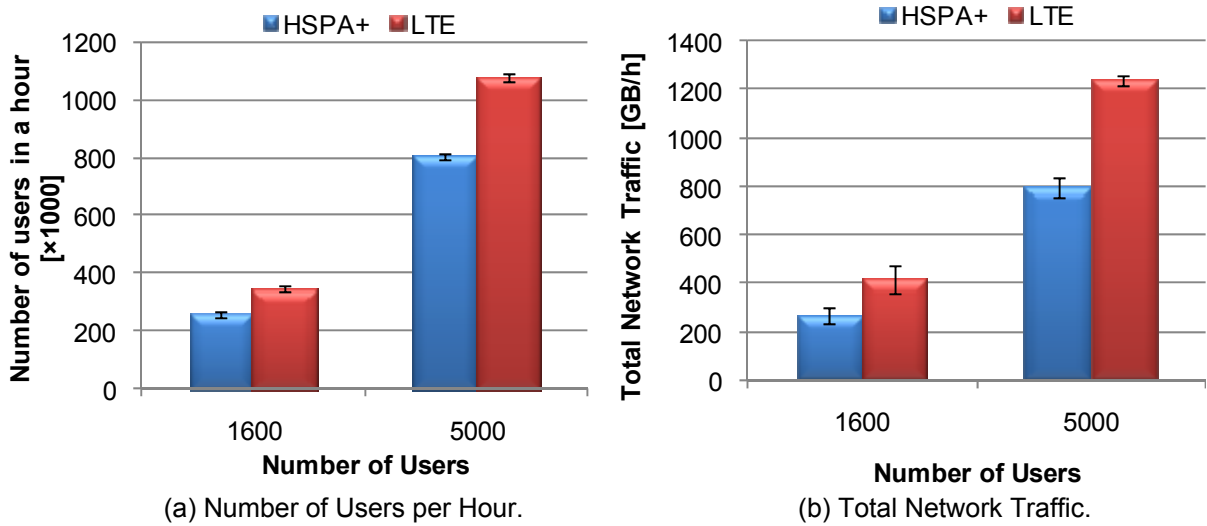 HSPA+ LTE
Number of users in a hour
[×1000]
1200
1000
800
600
400
200
0
1600 5000
Number of Users
(a) Number of Users per Hour.
HSPA+ LTE
Total Network Traffic [GB/h]
1400
1200
1000
800
600
400
200
0
1600 5000
Number of Users
(b) Total Network Traffic.